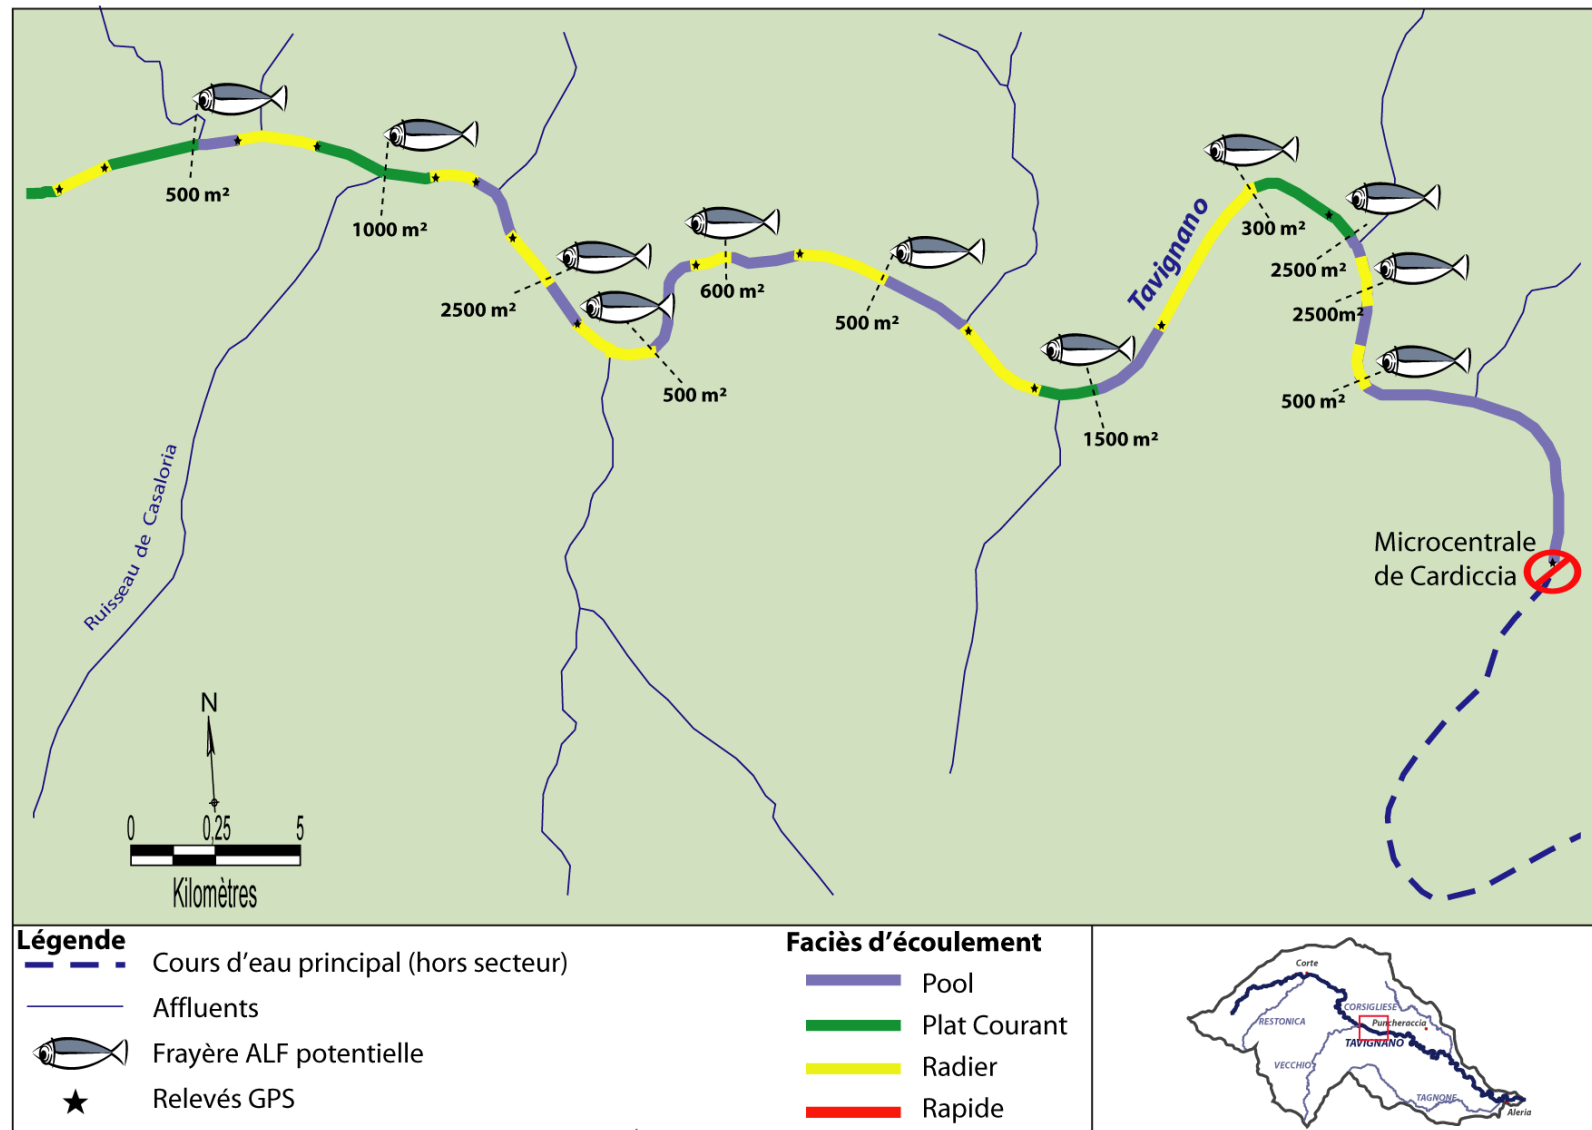 500 m²
1000 m²
2500 m²
500 m²
600 m²
500 m²
1500 m²
Tavignano
300 m²
2500 m²
2500m²
500 m²
Ruisseau de Casaloria
Microcentrale
de Cardiccia
N
0 0,25 5
Kilomètres
Légende
Cours d'eau principal (hors secteur)
Affluents
Frayère ALF potentielle
Relevés GPS
Faciès d'écoulement
Pool
Plat Courant
Radier
Rapide
Corte
CORSIGLIESE
RESTONICA
Puncheraccia
TAVIGNANO
VECCHIO
TAGNONE
Aleria